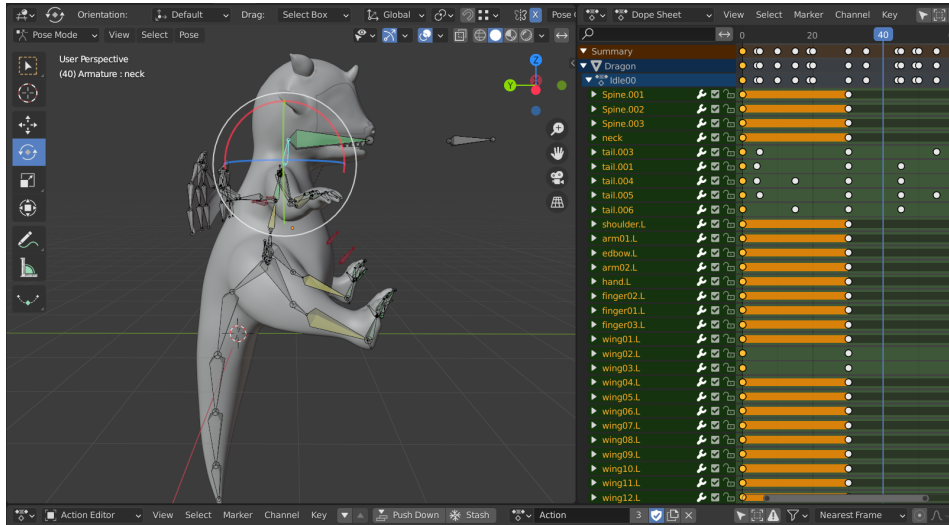 Orientation: Default Drag: Select Box Global X Pose
Pose Mode View Select Pose
User Perspective
(40) Armature : neck
Z
Y
Dope Sheet View Select Marker Channel Key
0 20 40
Summary
Dragon
Idle00
Spine.001
Spine.002
Spine.003
neck
tail.003
tail.001
tail.004
tail.005
tail.006
shoulder.L
arm01.L
edbow.L
arm02.L
hand.L
finger02.L
finger01.L
finger03.L
wing01.L
wing02.L
wing03.L
wing04.L
wing05.L
wing06.L
wing07.L
wing08.L
wing09.L
wing10.L
wing11.L
wing12.L
Action Editor View Select Marker Channel Key Push Down Stash Action 3 Nearest Frame